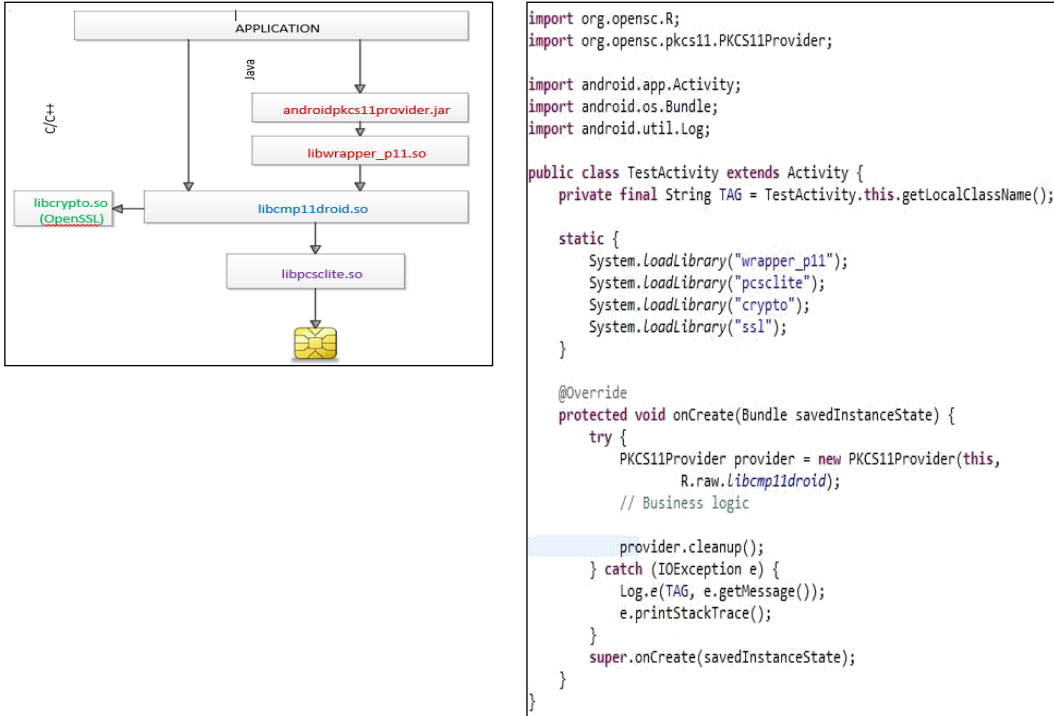 APPLICATION
Java
C/C++
androidpkcs11provider.jar
libwrapper_p11.so
libcrypto.so
(OpenSSL)
libcmp11droid.so
libpcsclite.so
import org.opensc.R;
import org.opensc.pkcs11.PKCS11Provider;
import android.app.Activity;
import android.os.Bundle;
import android.util.Log;
public class TestActivity extends Activity {
private final String TAG = TestActivity.this.getLocalClassName();
static {
System.loadLibrary("wrapper_p11");
System.loadLibrary("pcsclite");
System.loadLibrary("crypto");
System.loadLibrary("ssl");
}
@Override
protected void onCreate(Bundle savedInstanceState) {
try {
PKCS11Provider provider = new PKCS11Provider(this,
R.raw.libcmp11droid);
// Business logic
provider.cleanup();
} catch (IOException e) {
Log.e(TAG, e.getMessage());
e.printStackTrace();
}
super.onCreate(savedInstanceState);
}
}